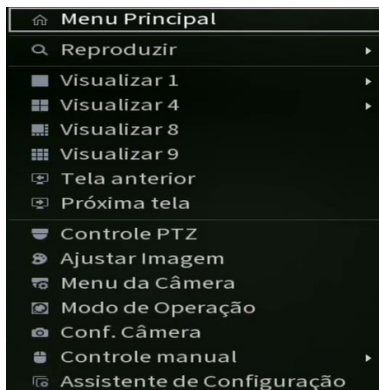 Menu Principal
Reproduzir
Visualizar 1
Visualizar 4
Visualizar 8
Visualizar 9
Tela anterior
Próxima tela
Controle PTZ
Ajustar Imagem
Menu da Câmera
Modo de Operação
Conf. Câmera
Controle manual
Assistente de Configuração